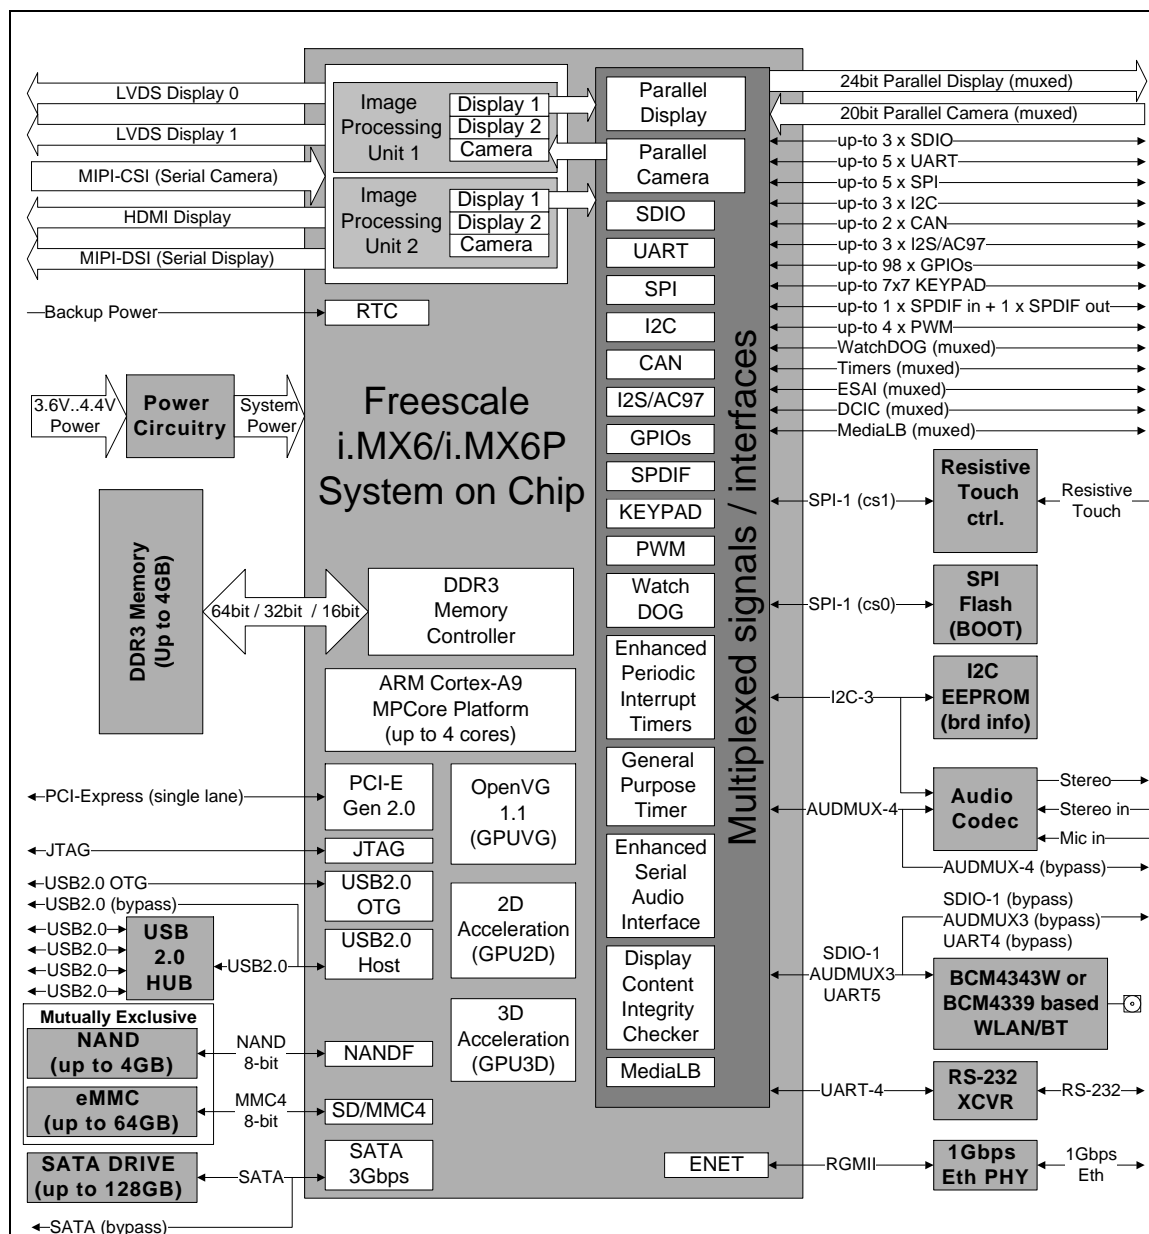 LVDS Display 0
LVDS Display 1
MIPI-CSI (Serial Camera)
HDMI Display
MIPI-DSI (Serial Display)
Image
Processing
Unit 1
Display 1
Display 2
Camera
Image
Processing
Unit 2
Display 1
Display 2
Camera
Backup Power
RTC
3.6V..4.4V
Power
Power
Circuitry
System
Power
Freescale
i.MX6/i.MX6P
System on Chip
DDR3 Memory
(Up to 4GB)
64bit / 32bit / 16bit
DDR3
Memory
Controller
ARM Cortex-A9
MPCore Platform
(up to 4 cores)
PCI-Express (single lane)
PCI-E
Gen 2.0
OpenVG
1.1
(GPUVG)
JTAG
JTAG
USB2.0 OTG
USB2.0 (bypass)
USB2.0
OTG
USB2.0
USB2.0
USB2.0
USB2.0
USB
2.0
HUB
USB2.0
USB2.0
Host
2D
Acceleration
(GPU2D)
Mutually Exclusive
NAND
(up to 4GB)
NAND
8-bit
NANDF
3D
Acceleration
(GPU3D)
eMMC
(up to 64GB)
MMC4
8-bit
SD/MMC4
SATA DRIVE
(up to 128GB)
SATA
SATA
3Gbps
SATA (bypass)
Parallel
Display
Parallel
Camera
SDIO
UART
SPI
I2C
CAN
I2S/AC97
GPIOs
SPDIF
KEYPAD
PWM
Watch
DOG
Enhanced
Periodic
Interrupt
Timers
General
Purpose
Timer
Enhanced
Serial
Audio
Interface
Display
Content
Integrity
Checker
MediaLB
ENET
Multiplexed signals / interfaces
24bit Parallel Display (muxed)
20bit Parallel Camera (muxed)
up-to 3 x SDIO
up-to 5 x UART
up-to 5 x SPI
up-to 3 x I2C
up-to 2 x CAN
up-to 3 x I2S/AC97
up-to 98 x GPIOs
up-to 7x7 KEYPAD
up-to 1 x SPDIF in + 1 x SPDIF out
up-to 4 x PWM
WatchDOG (muxed)
Timers (muxed)
ESAI (muxed)
DCIC (muxed)
MediaLB (muxed)
SPI-1 (cs1)
Resistive
Touch
ctrl.
Resistive
Touch
SPI-1 (cs0)
SPI
Flash
(BOOT)
I2C-3
I2C
EEPROM
(brd info)
AUDMUX-4
Audio
Codec
Stereo
Stereo in
Mic in
AUDMUX-4 (bypass)
SDIO-1 (bypass)
AUDMUX3 (bypass)
UART4 (bypass)
SDIO-1
AUDMUX3
UART5
BCM4343W or
BCM4339 based
WLAN/BT
UART-4
RS-232
XCVR
RS-232
RGMII
1Gbps
Eth PHY
1Gbps
Eth